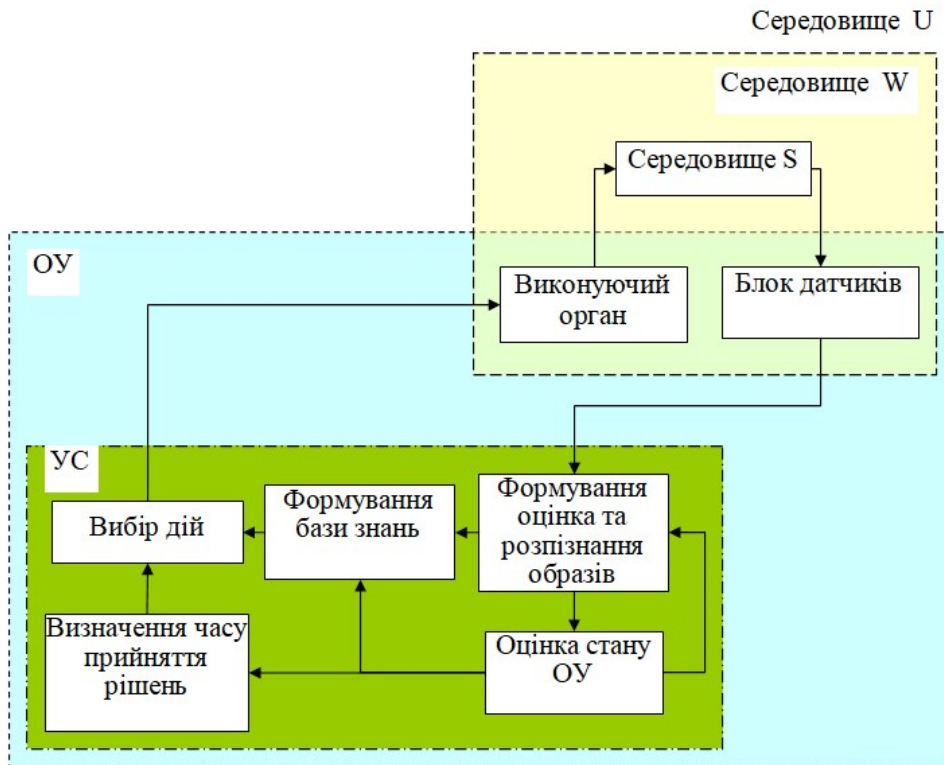 Середовище U
Середовище W
Середовище S
ОУ
Виконуючий
орган
Блок датчиків
УС
Вибір дій
Формування
бази знань
Формування
оцінка та
розпізнання
образів
Визначення часу
прийняття
рішень
Оцінка стану
ОУ